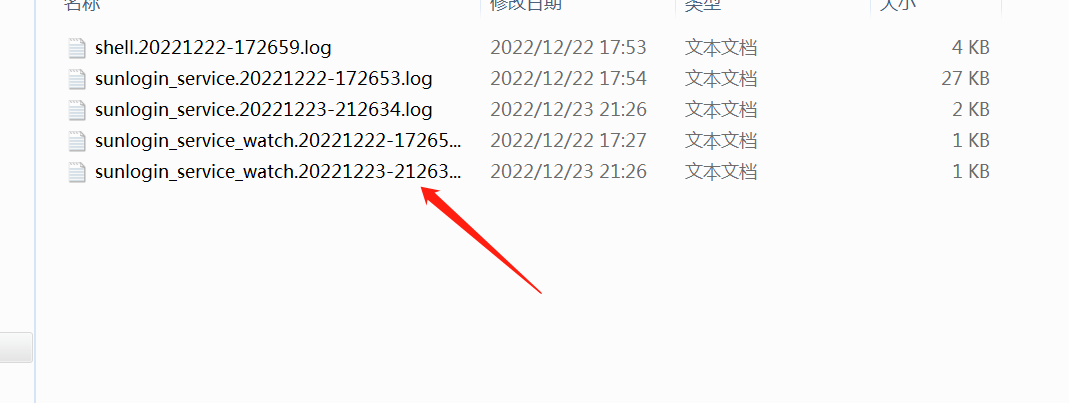 名称 修改日期 类型 大小
shell.20221222-172659.log 2022/12/22 17:53 文本文档 4 KB
sunlogin_service.20221222-172653.log 2022/12/22 17:54 文本文档 27 KB
sunlogin_service.20221223-212634.log 2022/12/23 21:26 文本文档 2 KB
sunlogin_service_watch.20221222-17265... 2022/12/22 17:27 文本文档 1 KB
sunlogin_service_watch.20221223-21263... 2022/12/23 21:26 文本文档 1 KB